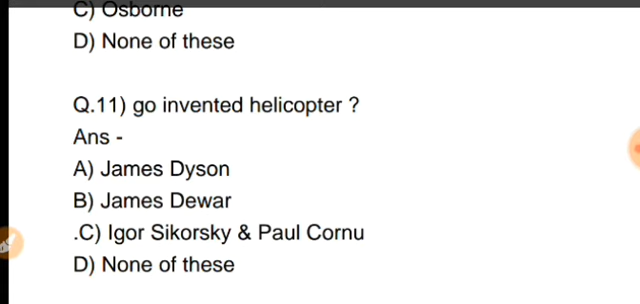 C) Osborne
D) None of these
Q.11) go invented helicopter ?
Ans -
A) James Dyson
B) James Dewar
.C) Igor Sikorsky & Paul Cornu
D) None of these